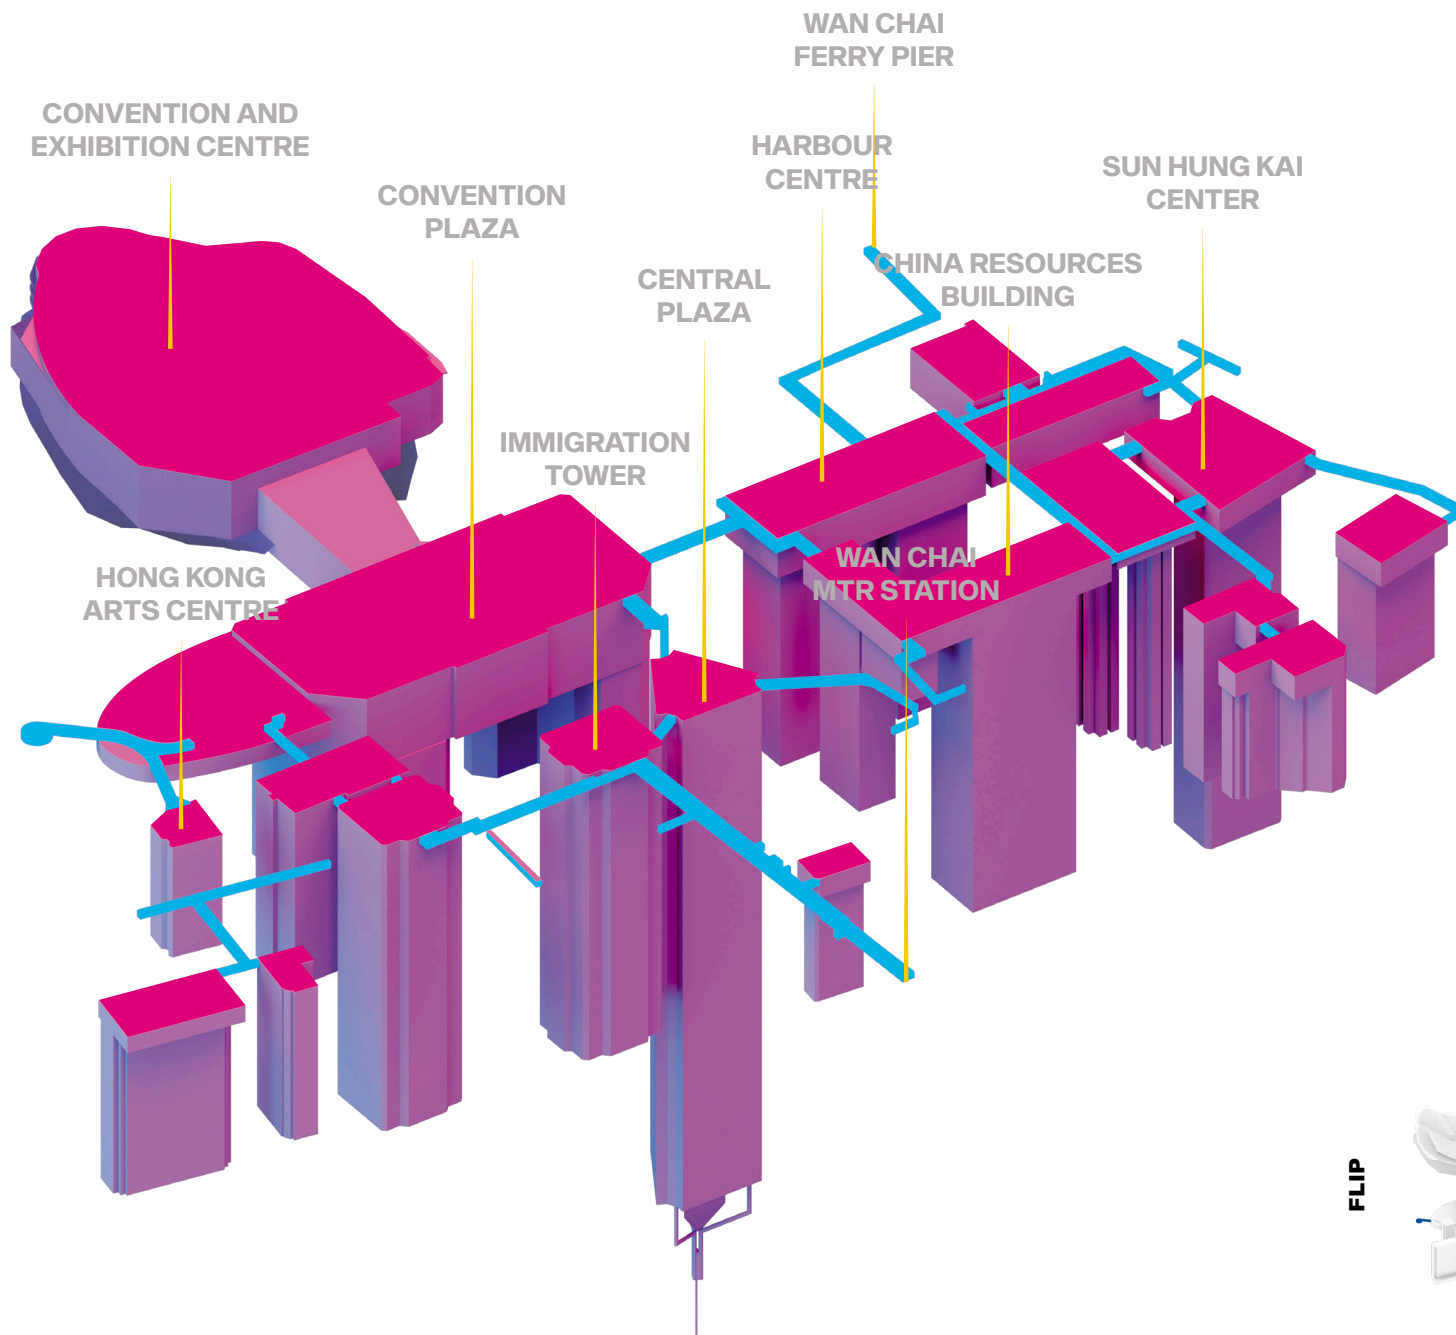 WAN CHAI
FERRY PIER
CONVENTION AND
EXHIBITION CENTRE
HARBOUR
CENTRE
SUN HUNG KAI
CENTER
CONVENTION
PLAZA
CHINA RESOURCES
BUILDING
CENTRAL
PLAZA
IMMIGRATION
TOWER
WAN CHAI
MTR STATION
HONG KONG
ARTS CENTRE
FLIP